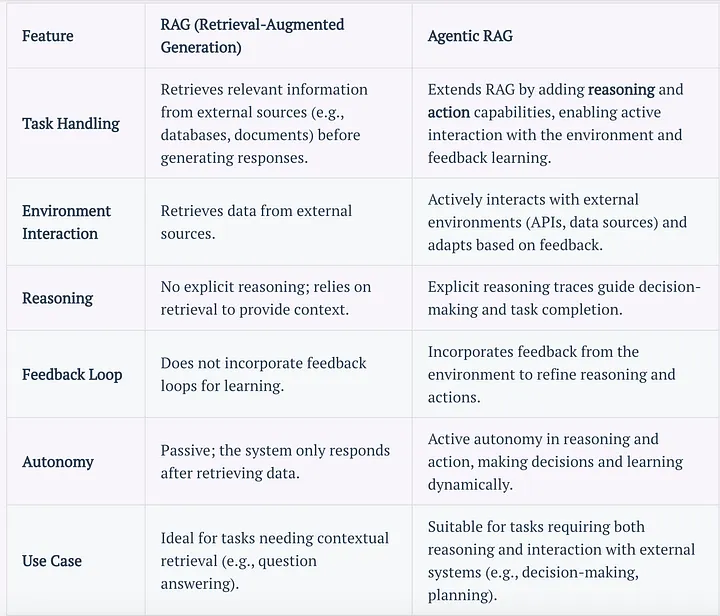 Feature
RAG (Retrieval-Augmented
Generation)
Agentic RAG
Task Handling
Retrieves relevant information
from external sources (e.g.,
databases, documents) before
generating responses.
Extends RAG by adding reasoning and
action capabilities, enabling active
interaction with the environment and
feedback learning.
Environment
Interaction
Retrieves data from external
sources.
Actively interacts with external
environments (APIs, data sources) and
adapts based on feedback.
Reasoning
No explicit reasoning; relies on
retrieval to provide context.
Explicit reasoning traces guide decision-
making and task completion.
Feedback Loop
Does not incorporate feedback
loops for learning.
Incorporates feedback from the
environment to refine reasoning and
actions.
Autonomy
Passive; the system only responds
after retrieving data.
Active autonomy in reasoning and
action, making decisions and learning
dynamically.
Use Case
Ideal for tasks needing contextual
retrieval (e.g., question
answering).
Suitable for tasks requiring both
reasoning and interaction with external
systems (e.g., decision-making,
planning).